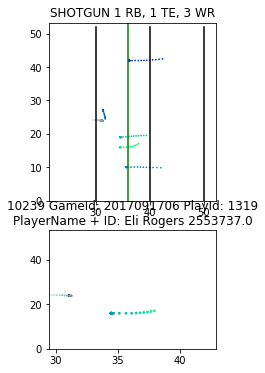 SHOTGUN 1 RB, 1 TE, 3 WR
50
40
30
20
10
0
30 40 50
10239 GameId: 2017091706 PlayId: 1319
PlayerName + ID: Eli Rogers 2553737.0
40
20
0
30 35 40